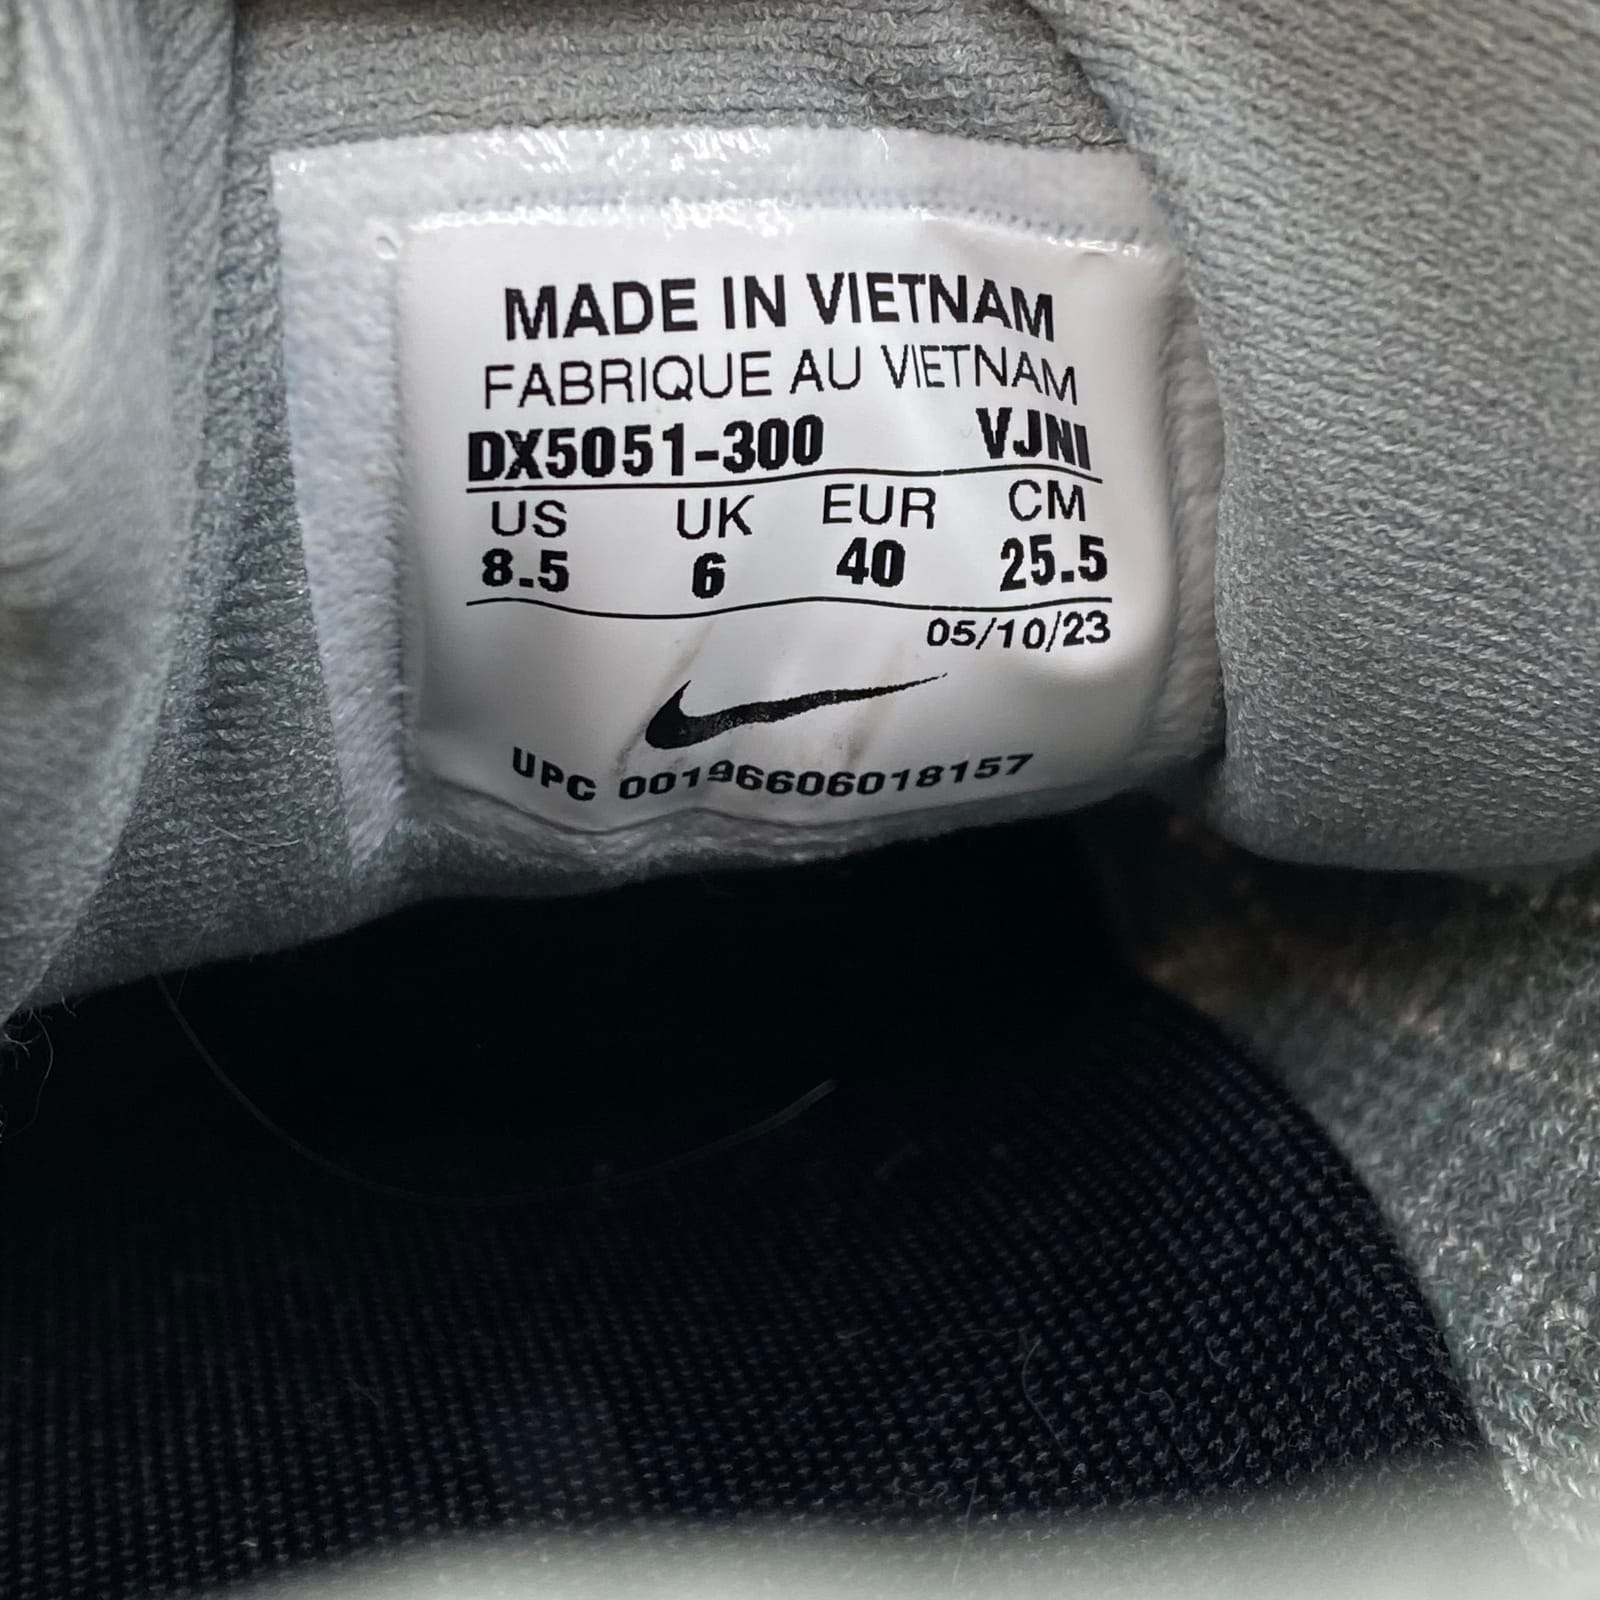 MADE IN VIETNAM
FABRIQUE AU VIETNAM
DX5051-300 VJNI
US UK EUR CM
8.5 6 40 25.5
05/10/23
UPC 00196606018157